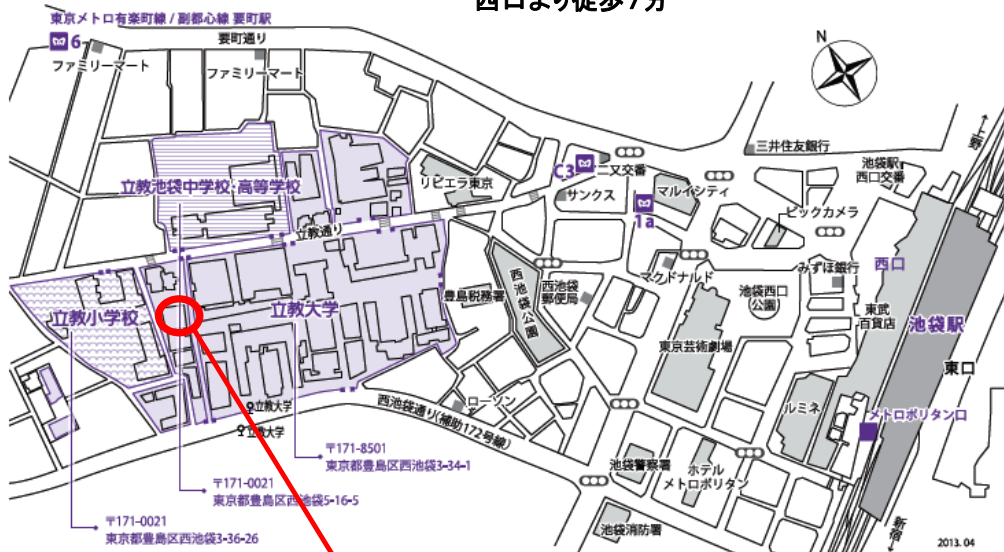 西口より徒歩7分
東京メトロ有楽町線 / 副都心線 要町駅
6
要町通り
ファミリーマート
ファミリーマート
N
三井住友銀行
上野
立教池袋中学校・高等学校
リビエラ東京
C3
二又交番
池袋駅
西口交番
サンクス
マルイシティ
1a
ビックカメラ
立教通り
マクドナルド
みずほ銀行
西口
西池袋公園
豊島税務署
西池袋
郵便局
池袋西口
(公園)
東武
百貨店
立教小学校
立教大学
池袋駅
東京芸術劇場
東口
立教大学
立教大学
ローソン
西池袋通り(補助172号線)
ルミネ
メトロポリタン口
〒171-8501
東京都豊島区西池袋3-34-1
池袋警察署
ホテル
メトロポリタン
〒171-0021
東京都豊島区西池袋5-16-5
〒171-0021
東京都豊島区西池袋3-36-26
池袋消防署
新宿
2013. 04